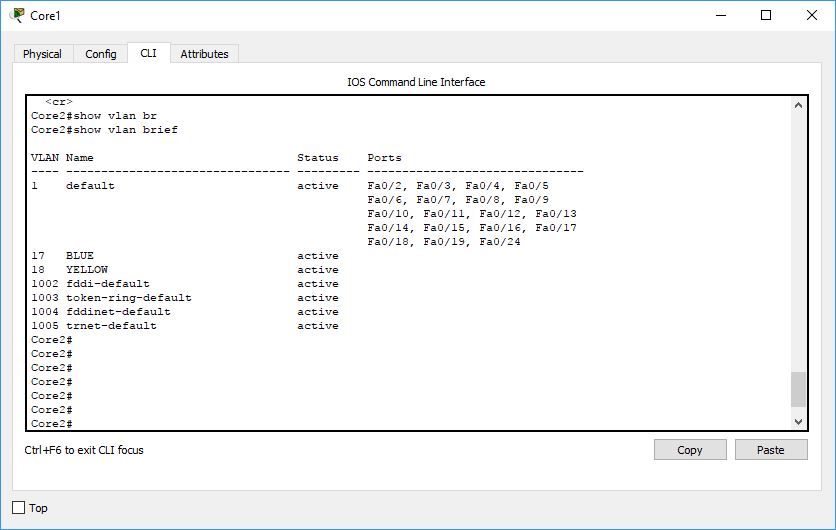 Core1
Physical Config CLI Attributes
IOS Command Line Interface
<cr>
Core2#show vlan br
Core2#show vlan brief
VLAN Name Status Ports
---- -------------------------------- --------- -------------------------------
1 default active Fa0/2, Fa0/3, Fa0/4, Fa0/5
Fa0/6, Fa0/7, Fa0/8, Fa0/9
Fa0/10, Fa0/11, Fa0/12, Fa0/13
Fa0/14, Fa0/15, Fa0/16, Fa0/17
Fa0/18, Fa0/19, Fa0/24
17 BLUE active
18 YELLOW active
1002 fddi-default active
1003 token-ring-default active
1004 fddinet-default active
1005 trnet-default active
Core2#
Core2#
Core2#
Core2#
Core2#
Core2#
Core2#
Ctrl+F6 to exit CLI focus
Copy Paste
Top